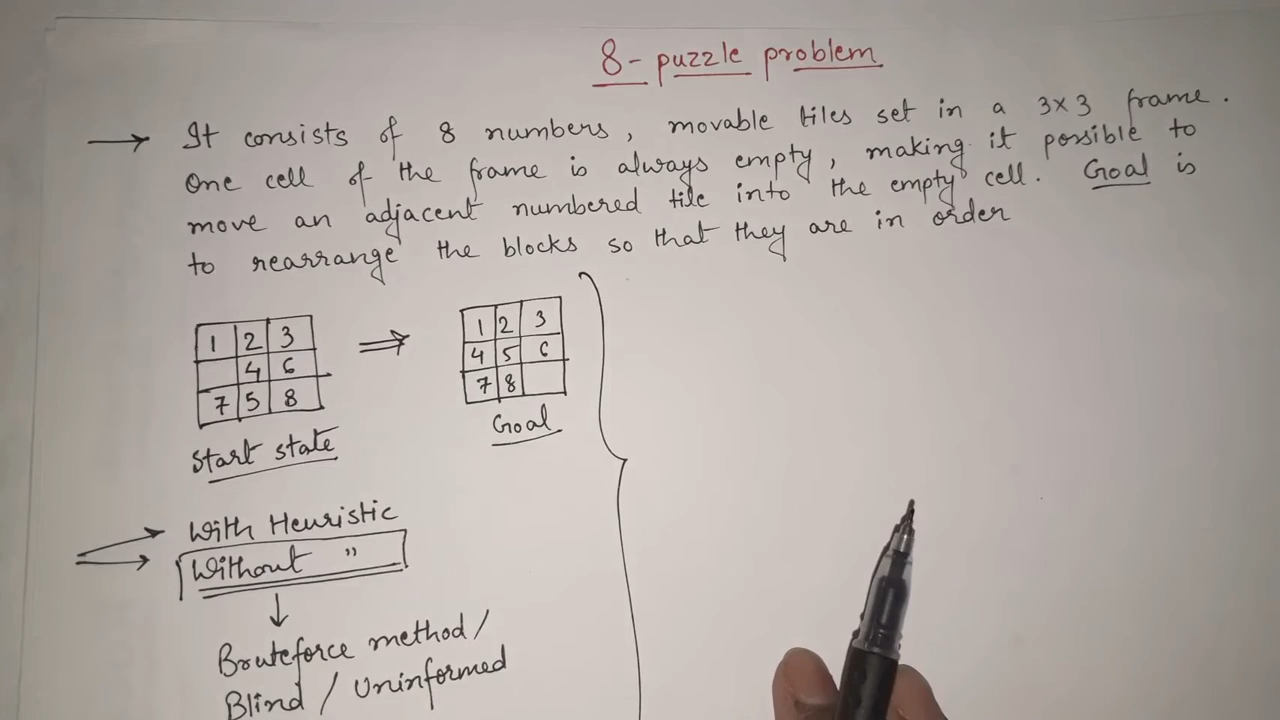 8- puzzle problem
→ It consists of 8 numbers, movable tiles set in a 3×3 frame.
One cell of the frame is always empty, making it possible to
move an adjacent numbered tile into the empty cell. Goal is
to rearrange the blocks so that they are in order
1 2 3
4 6
7 5 8
Start state
⇒
1 2 3
4 5 6
7 8
Goal
→ With Heuristic
→ Without "
↓
Bruteforce method /
Blind / Uninformed